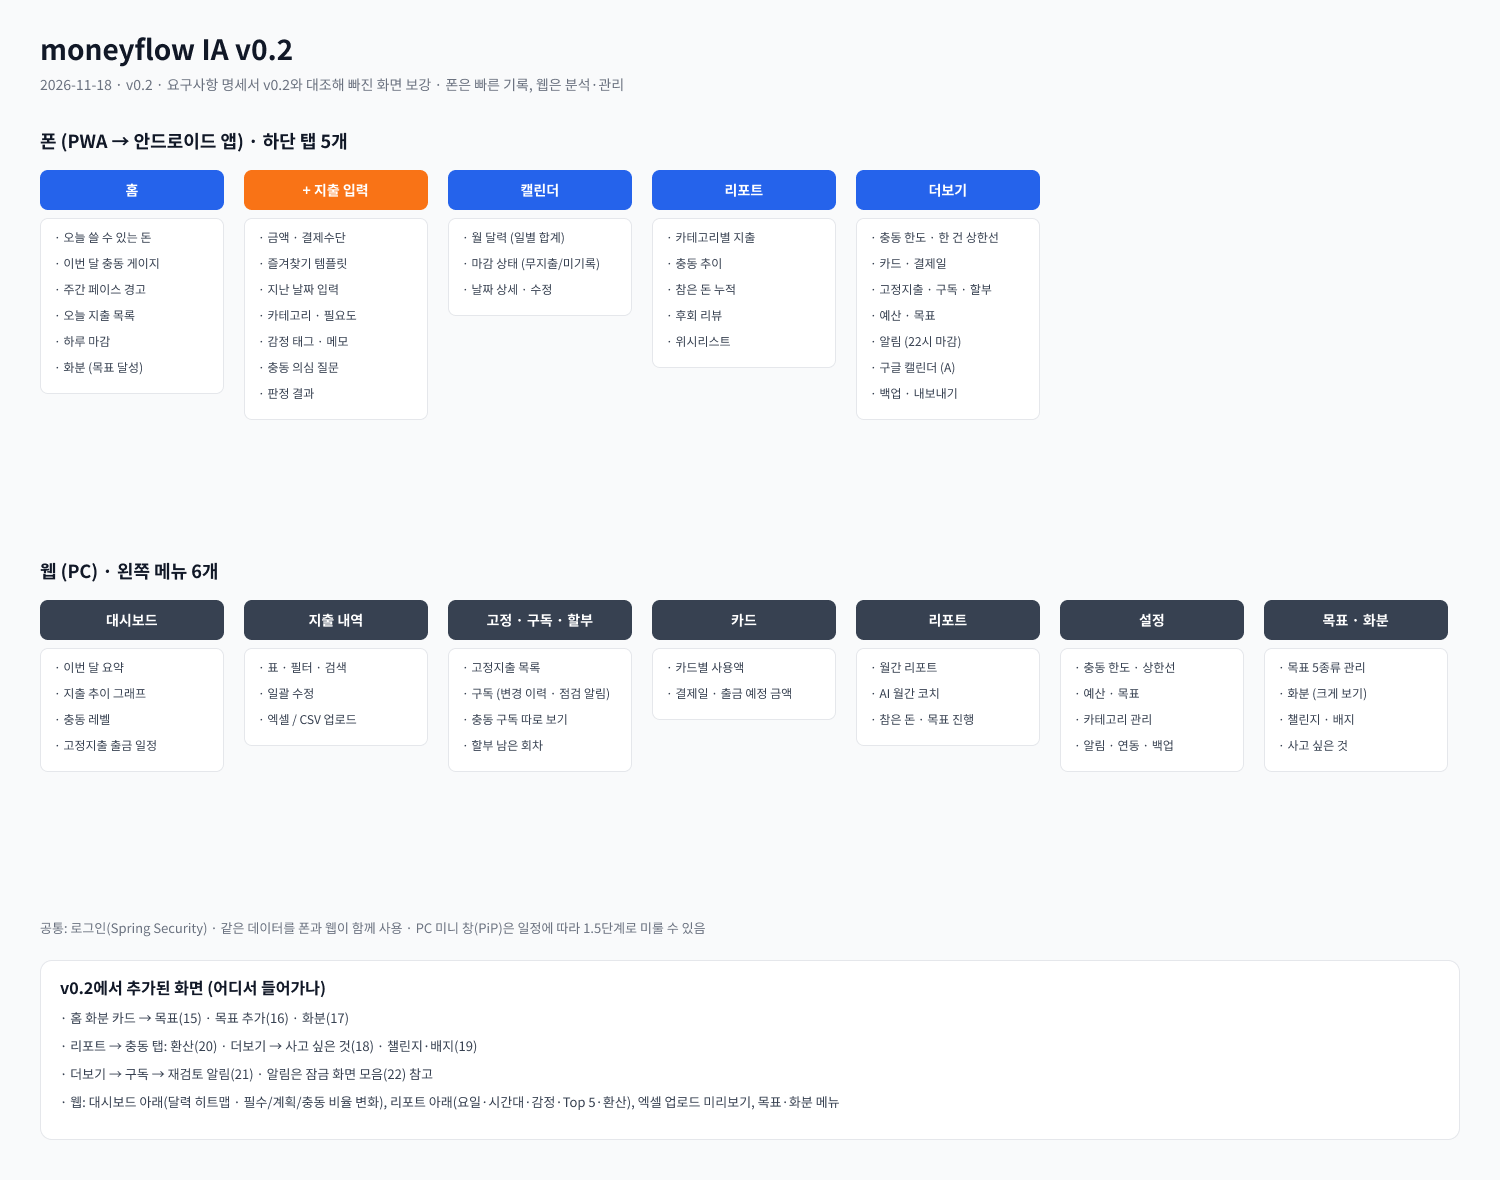 moneyflow IA v0.2
2026-11-18 · v0.2 · 요구사항 명세서 v0.2와 대조해 빠진 화면 보강 · 폰은 빠른 기록, 웹은 분석·관리
폰 (PWA → 안드로이드 앱) · 하단 탭 5개
홈
· 오늘 쓸 수 있는 돈
· 이번 달 충동 게이지
· 주간 페이스 경고
· 오늘 지출 목록
· 하루 마감
· 화분 (목표 달성)
+ 지출 입력
· 금액 · 결제수단
· 즐겨찾기 템플릿
· 지난 날짜 입력
· 카테고리 · 필요도
· 감정 태그 · 메모
· 충동 의심 질문
· 판정 결과
캘린더
· 월 달력 (일별 합계)
· 마감 상태 (무지출/미기록)
· 날짜 상세 · 수정
리포트
· 카테고리별 지출
· 충동 추이
· 참은 돈 누적
· 후회 리뷰
· 위시리스트
더보기
· 충동 한도 · 한 건 상한선
· 카드 · 결제일
· 고정지출 · 구독 · 할부
· 예산 · 목표
· 알림 (22시 마감)
· 구글 캘린더 (A)
· 백업 · 내보내기
웹 (PC) · 왼쪽 메뉴 6개
대시보드
· 이번 달 요약
· 지출 추이 그래프
· 충동 레벨
· 고정지출 출금 일정
지출 내역
· 표 · 필터 · 검색
· 일괄 수정
· 엑셀 / CSV 업로드
고정 · 구독 · 할부
· 고정지출 목록
· 구독 (변경 이력 · 점검 알림)
· 충동 구독 따로 보기
· 할부 남은 회차
카드
· 카드별 사용액
· 결제일 · 출금 예정 금액
리포트
· 월간 리포트
· AI 월간 코치
· 참은 돈 · 목표 진행
설정
· 충동 한도 · 상한선
· 예산 · 목표
· 카테고리 관리
· 알림 · 연동 · 백업
목표 · 화분
· 목표 5종류 관리
· 화분 (크게 보기)
· 챌린지 · 배지
· 사고 싶은 것
공통: 로그인(Spring Security) · 같은 데이터를 폰과 웹이 함께 사용 · PC 미니 창(PiP)은 일정에 따라 1.5단계로 미룰 수 있음
v0.2에서 추가된 화면 (어디서 들어가나)
· 홈 화분 카드 → 목표(15) · 목표 추가(16) · 화분(17)
· 리포트 → 충동 탭: 환산(20) · 더보기 → 사고 싶은 것(18) · 챌린지·배지(19)
· 더보기 → 구독 → 재검토 알림(21) · 알림은 잠금 화면 모음(22) 참고
· 웹: 대시보드 아래(달력 히트맵 · 필수/계획/충동 비율 변화), 리포트 아래(요일·시간대·감정·Top 5·환산), 엑셀 업로드 미리보기, 목표·화분 메뉴